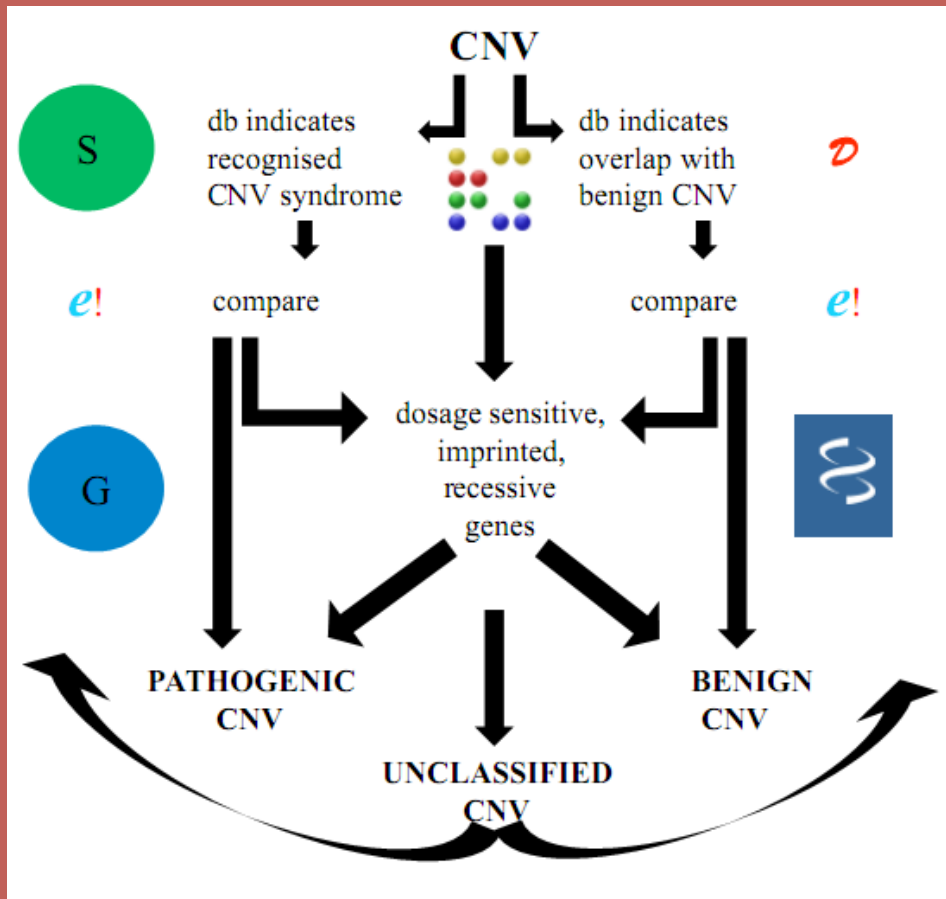 CNV
S
db indicates
recognised
CNV syndrome
db indicates
overlap with
benign CNV
D
e!
compare
compare
e!
G
dosage sensitive,
imprinted,
recessive
genes
PATHOGENIC
CNV
BENIGN
CNV
UNCLASSIFIED
CNV